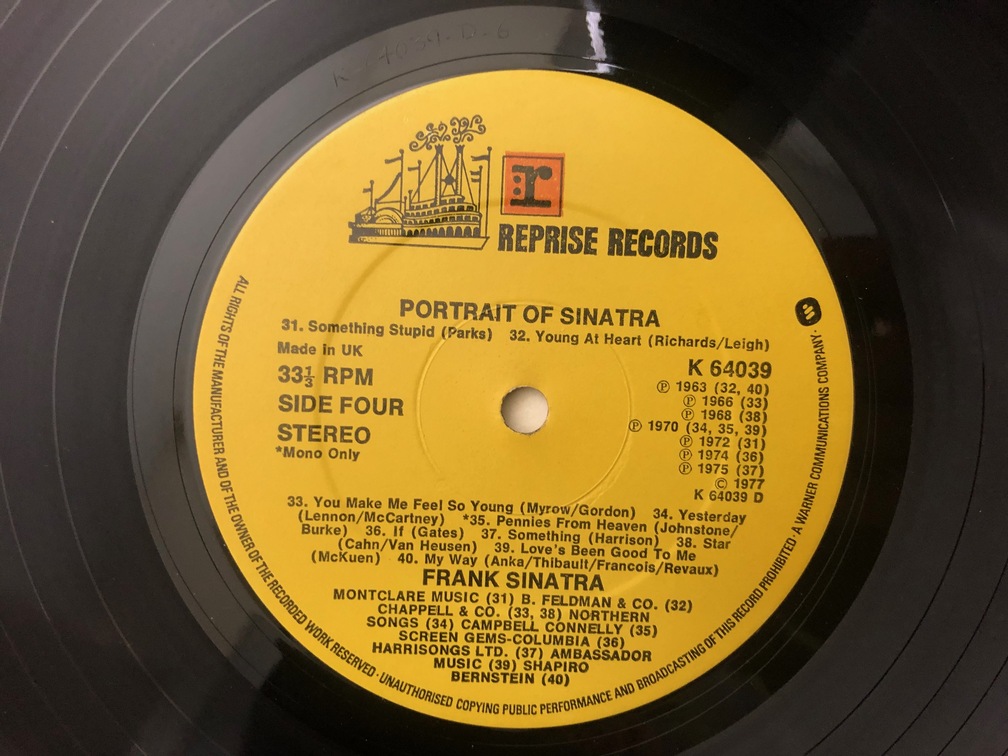 K 64039-D-6
r
REPRISE RECORDS
PORTRAIT OF SINATRA
31. Something Stupid (Parks) 32. Young At Heart (Richards/Leigh)
Made in UK
33⅓ RPM
SIDE FOUR
STEREO
*Mono Only
K 64039
Ⓟ 1963 (32, 40)
Ⓟ 1966 (33)
Ⓟ 1968 (38)
Ⓟ 1970 (34, 35, 39)
Ⓟ 1972 (31)
Ⓟ 1974 (36)
Ⓟ 1975 (37)
© 1977
K 64039 D
33. You Make Me Feel So Young (Myrow/Gordon) 34. Yesterday
(Lennon/McCartney) *35. Pennies From Heaven (Johnstone/
Burke) 36. If (Gates) 37. Something (Harrison) 38. Star
(Cahn/Van Heusen) 39. Love's Been Good To Me
(McKuen) 40. My Way (Anka/Thibault/Francois/Revaux)
FRANK SINATRA
MONTCLARE MUSIC (31) B. FELDMAN & CO. (32)
CHAPPELL & CO. (33, 38) NORTHERN
SONGS (34) CAMPBELL CONNELLY (35)
SCREEN GEMS-COLUMBIA (36)
HARRISONGS LTD. (37) AMBASSADOR
MUSIC (39) SHAPIRO
BERNSTEIN (40)
ALL RIGHTS OF THE MANUFACTURER AND OF THE OWNER OF THE RECORDED WORK RESERVED · UNAUTHORISED COPYING PUBLIC PERFORMANCE AND BROADCASTING OF THIS RECORD PROHIBITED · A WARNER COMMUNICATIONS COMPANY ·